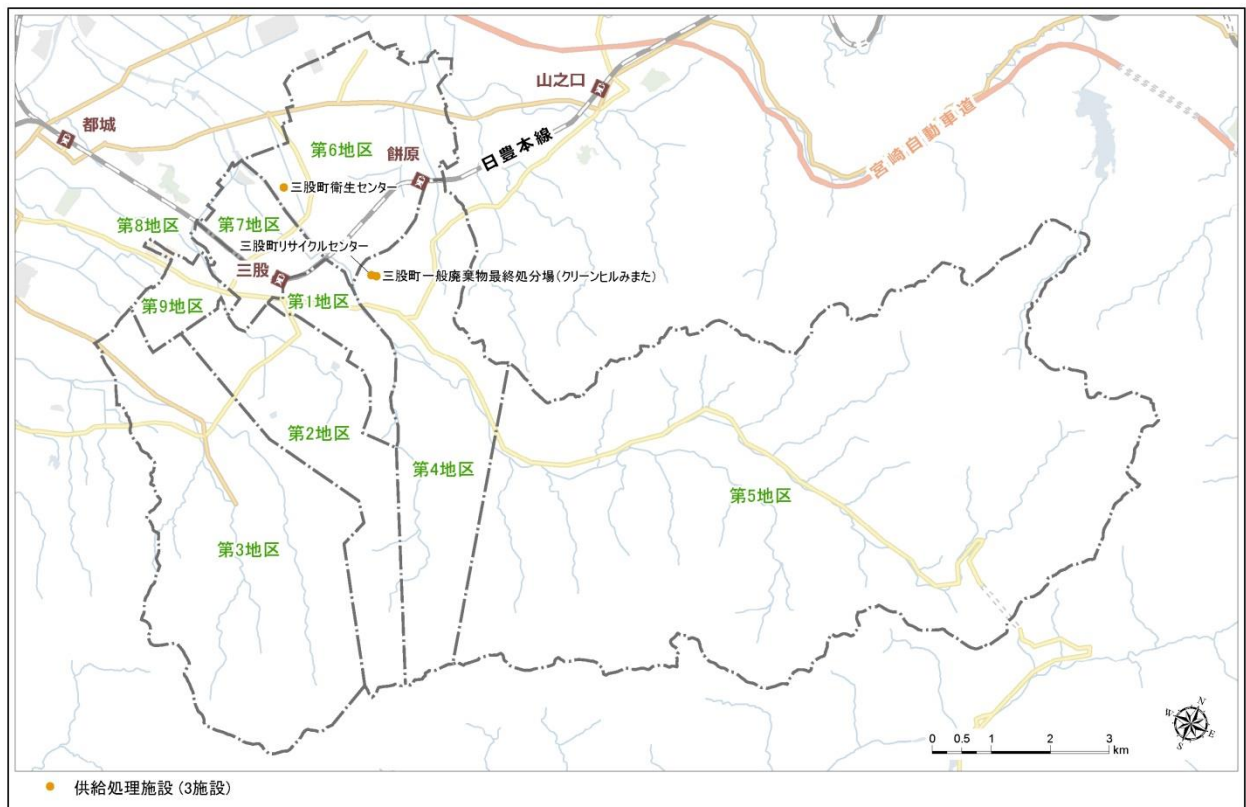 山之口
都城
宮崎自動車道
日豊本線
第6地区
餅原
三股町衛生センター
第8地区
第7地区
三股町リサイクルセンター
三股
三股町一般廃棄物最終処分場(クリーンヒルみまた)
第9地区
第1地区
第2地区
第4地区
第5地区
第3地区
N
W
E
S
0 0.5 1 2 3
km
供給処理施設 (3施設)